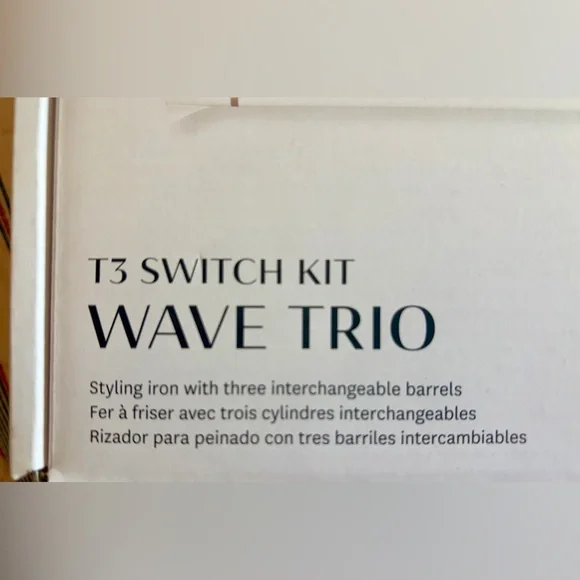 T3 SWITCH KIT
WAVE TRIO
Styling iron with three interchangeable barrels
Fer à friser avec trois cylindres interchangeables
Rizador para peinado con tres barriles intercambiables